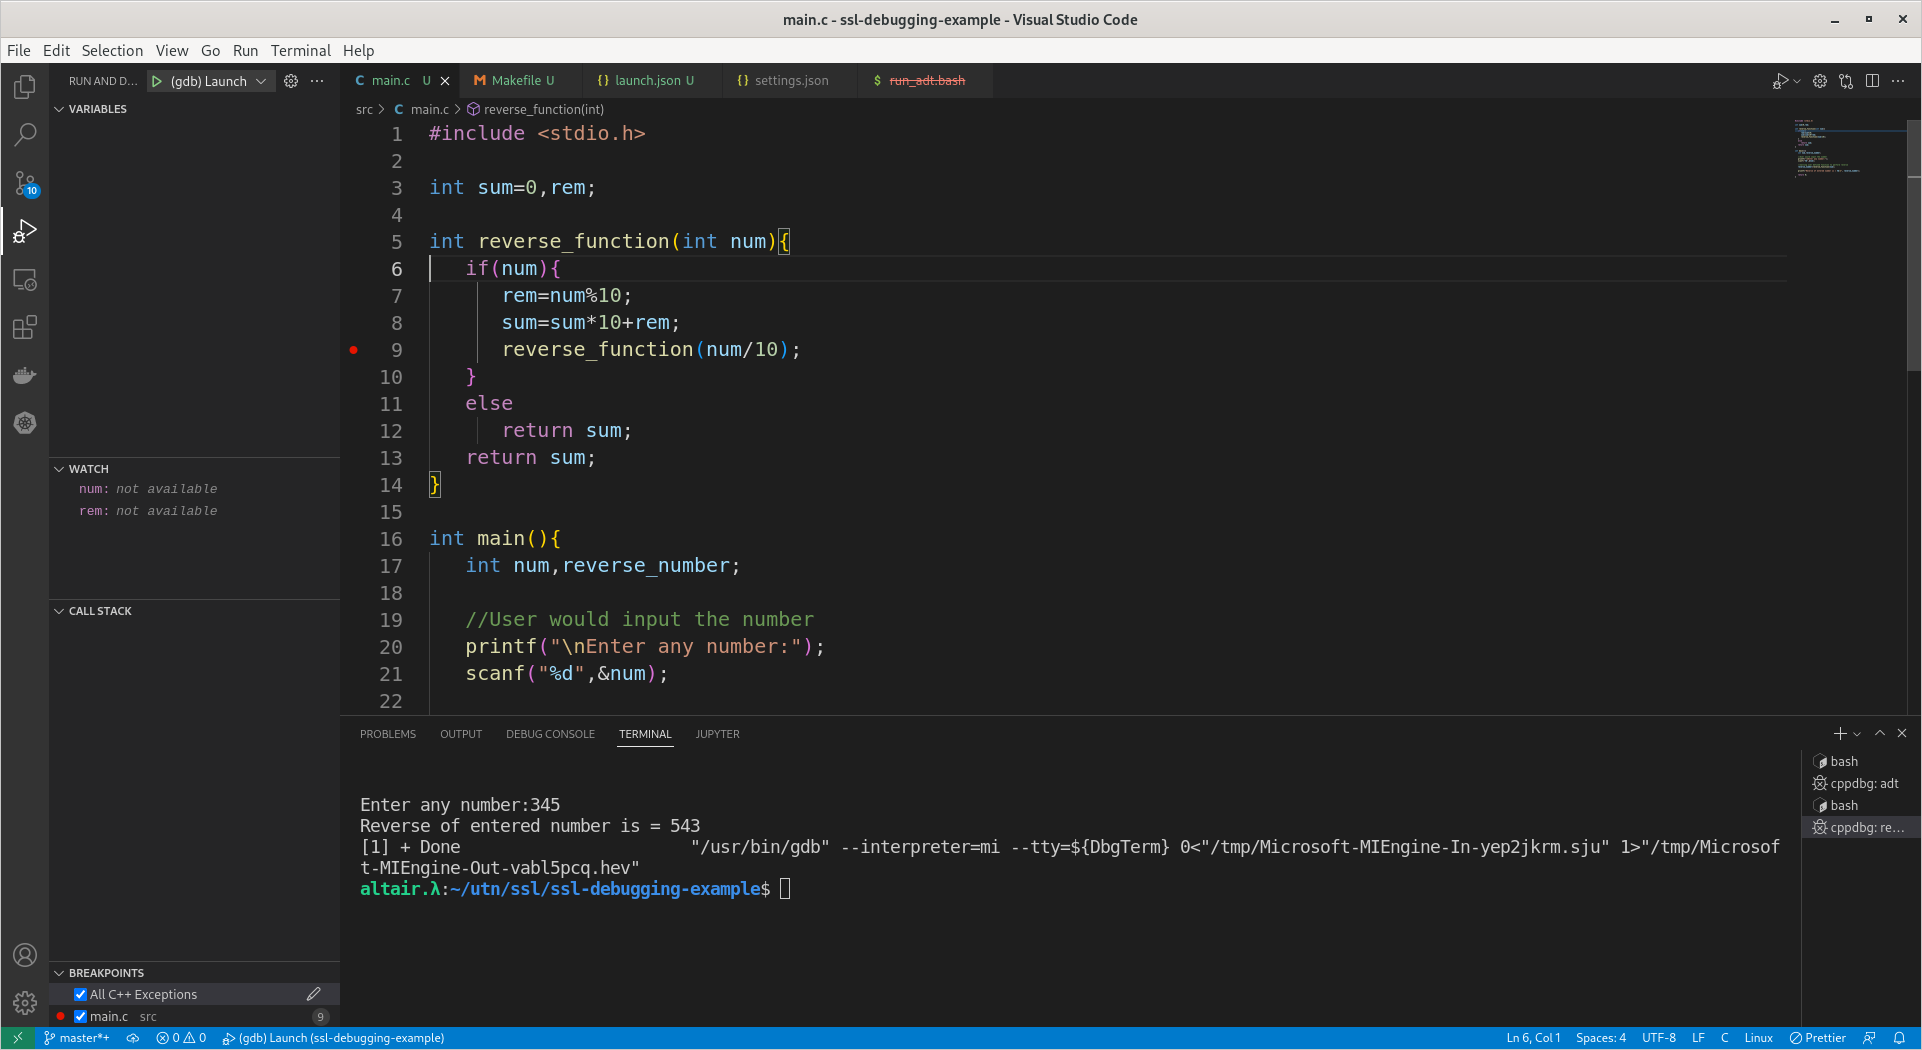 main.c - ssl-debugging-example - Visual Studio Code
File Edit Selection View Go Run Terminal Help
RUN AND D... (gdb) Launch ...
main.c U
Makefile U
{} launch.json U
{} settings.json
$ run_adt.bash
10
VARIABLES
WATCH
num: not available
rem: not available
CALL STACK
BREAKPOINTS
All C++ Exceptions
main.c src 9
src > C main.c > reverse_function(int)
1 #include <stdio.h>
2
3 int sum=0,rem;
4
5 int reverse_function(int num){
6 if(num){
7 rem=num%10;
8 sum=sum*10+rem;
9 reverse_function(num/10);
10 }
11 else
12 return sum;
13 return sum;
14 }
15
16 int main(){
17 int num,reverse_number;
18
19 //User would input the number
20 printf("\nEnter any number:");
21 scanf("%d",&num);
22
PROBLEMS OUTPUT DEBUG CONSOLE TERMINAL JUPYTER
Enter any number:345
Reverse of entered number is = 543
[1] + Done "/usr/bin/gdb" --interpreter=mi --tty=${DbgTerm} 0<"/tmp/Microsoft-MIEngine-In-yep2jkrm.sju" 1>"/tmp/Microsof
t-MIEngine-Out-vabl5pcq.hev"
altair.λ:~/utn/ssl/ssl-debugging-example$
bash
cppdbg: adt
bash
cppdbg: re...
master*+ 0 0 (gdb) Launch (ssl-debugging-example) Ln 6, Col 1 Spaces: 4 UTF-8 LF C Linux Prettier